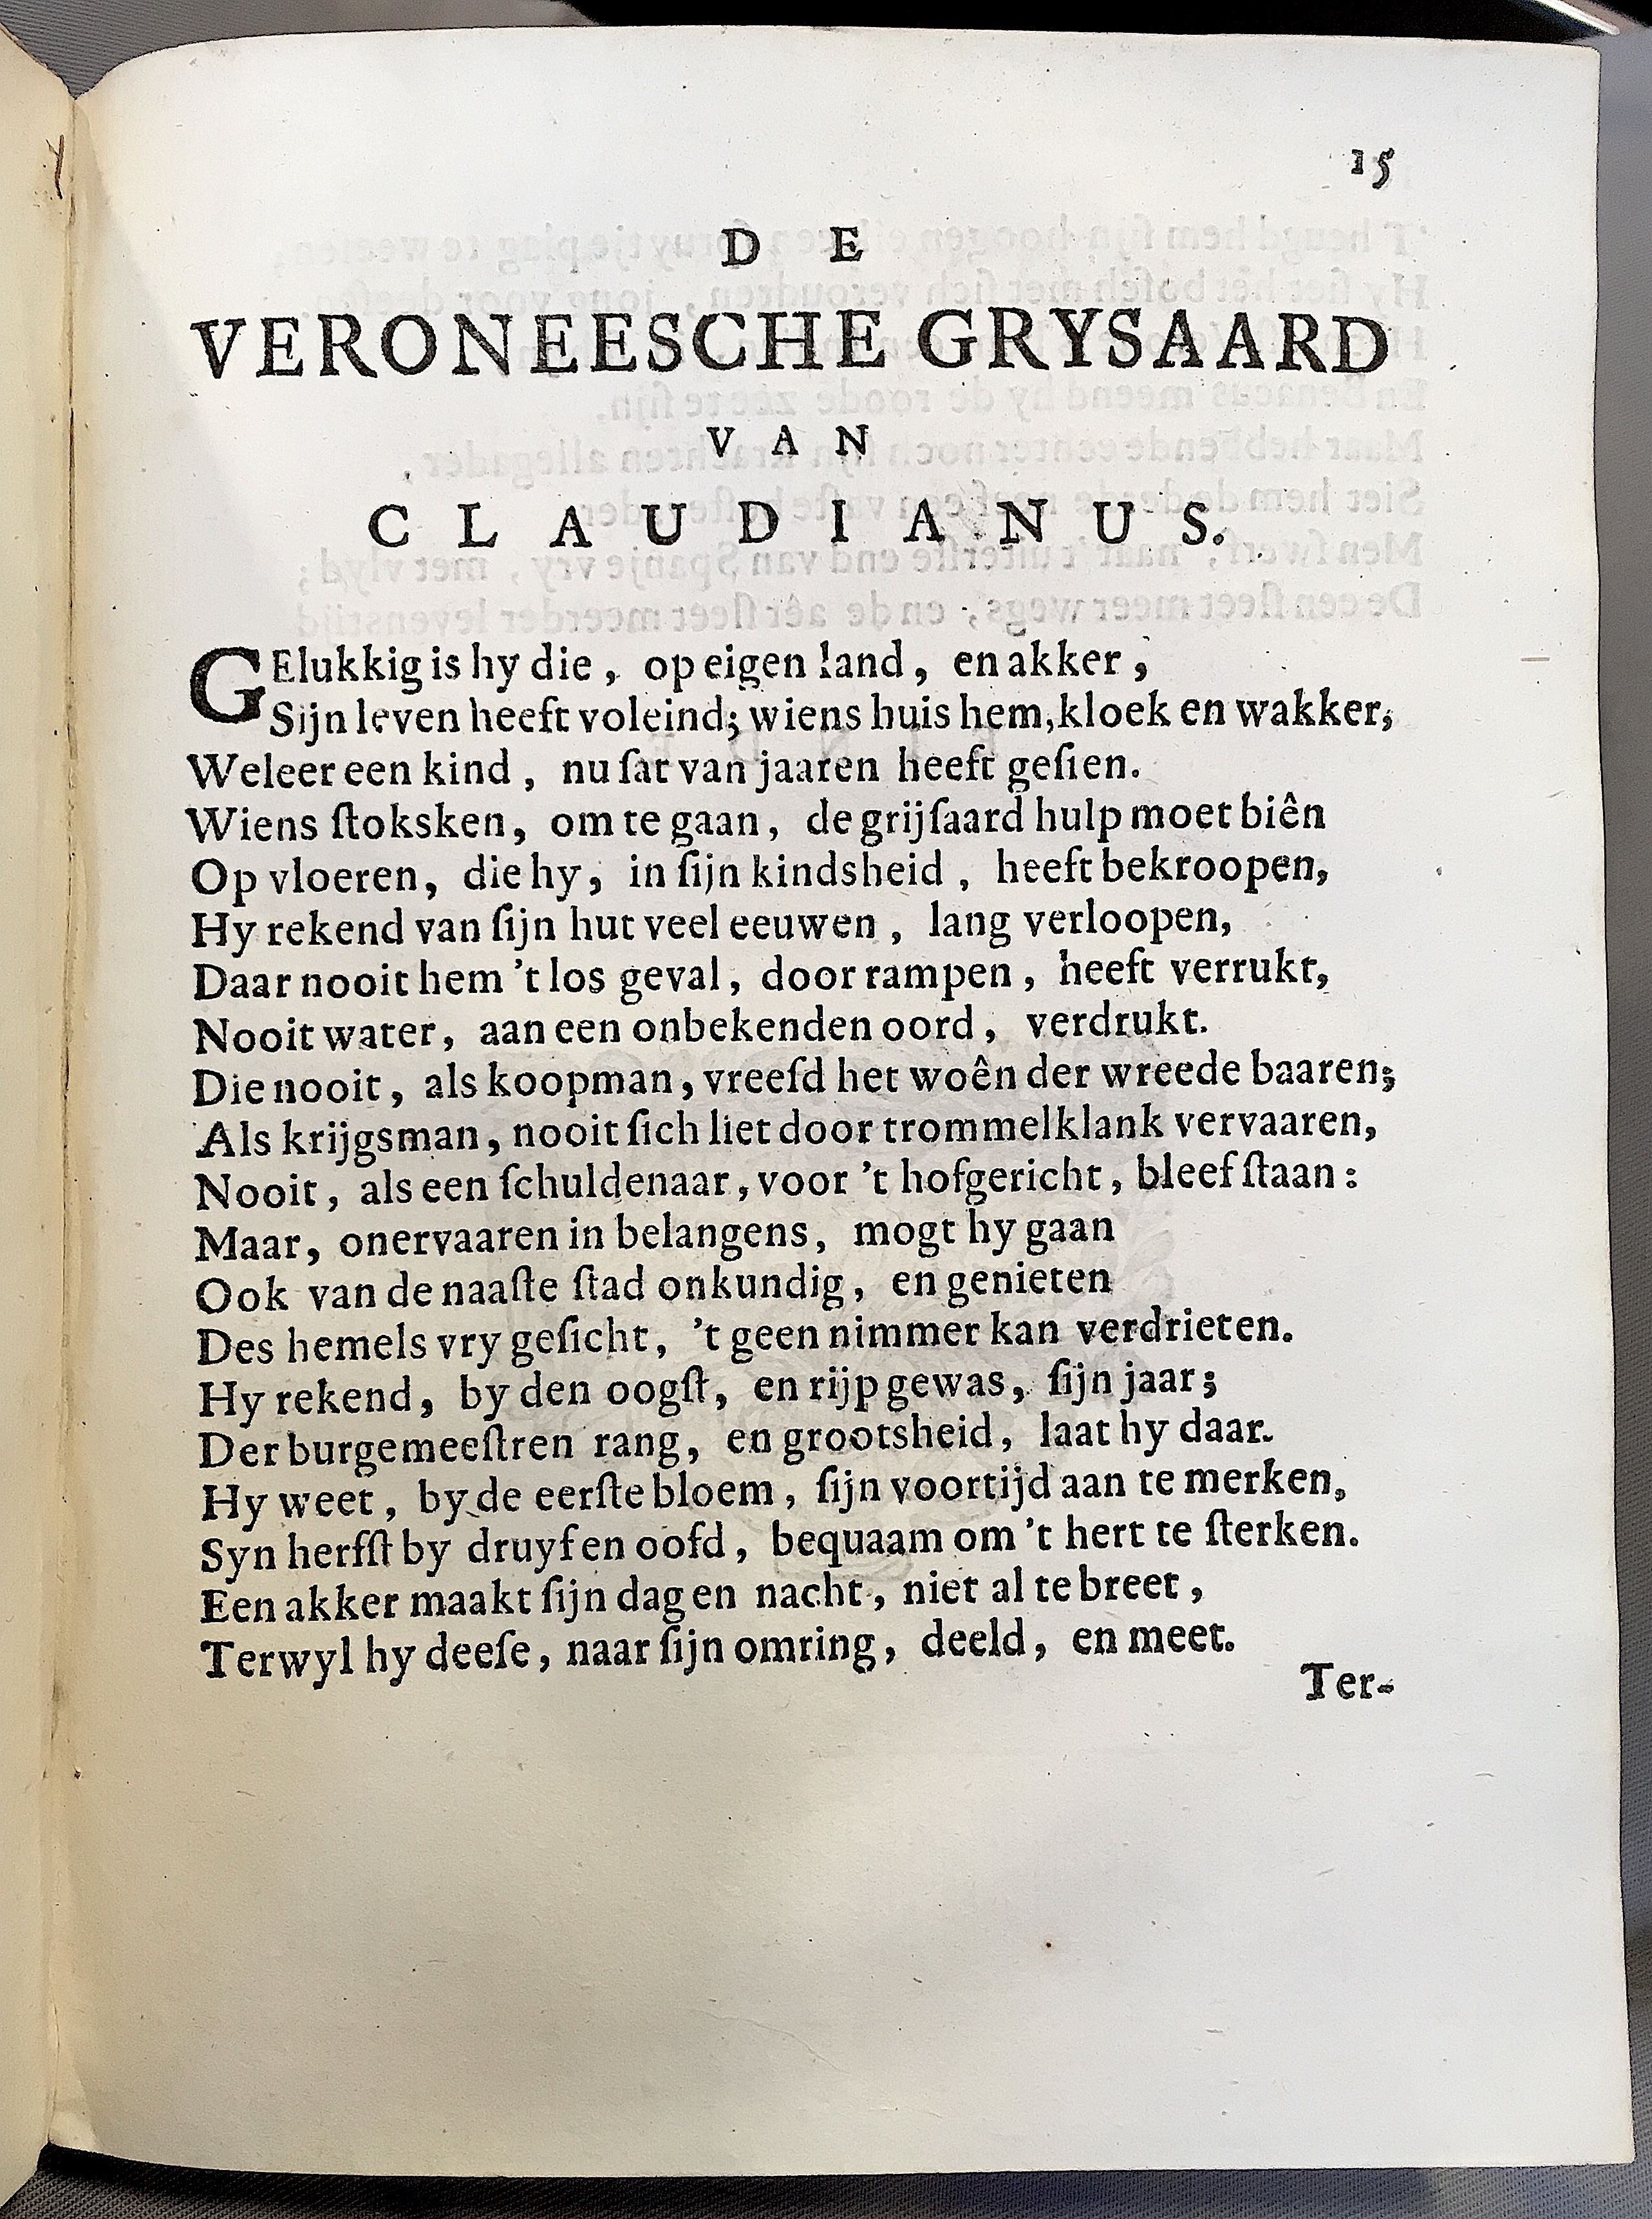 15
D E
VERONEESCHE GRYSAARD
V A N
C L A U D I A N U S.
GElukkig is hy die, op eigen land, en akker,
Sijn leven heeft voleind; wiens huis hem, kloek en wakker,
Weleer een kind, nu ſat van jaaren heeft geſien.
Wiens ſtoksken, om te gaan, de grijſaard hulp moet biên
Op vloeren, die hy, in ſijn kindsheid, heeft bekroopen,
Hy rekend van ſijn hut veel eeuwen, lang verloopen,
Daar nooit hem 't los geval, door rampen, heeft verrukt,
Nooit water, aan een onbekenden oord, verdrukt.
Die nooit, als koopman, vreeſd het woên der wreede baaren;
Als krijgsman, nooit ſich liet door trommelklank vervaaren,
Nooit, als een ſchuldenaar, voor 't hofgericht, bleef ſtaan:
Maar, onervaaren in belangens, mogt hy gaan
Ook van de naaſte ſtad onkundig, en genieten
Des hemels vry geſicht, 't geen nimmer kan verdrieten.
Hy rekend, by den oogſt, en rijp gewas, ſijn jaar;
Der burgemeeſtren rang, en grootsheid, laat hy daar.
Hy weet, by de eerſte bloem, ſijn voortijd aan te merken,
Syn herfſt by druyf en oofd, bequaam om 't hert te ſterken.
Een akker maakt ſijn dag en nacht, niet al te breet,
Terwyl hy deeſe, naar ſijn omring, deeld, en meet.
Ter-